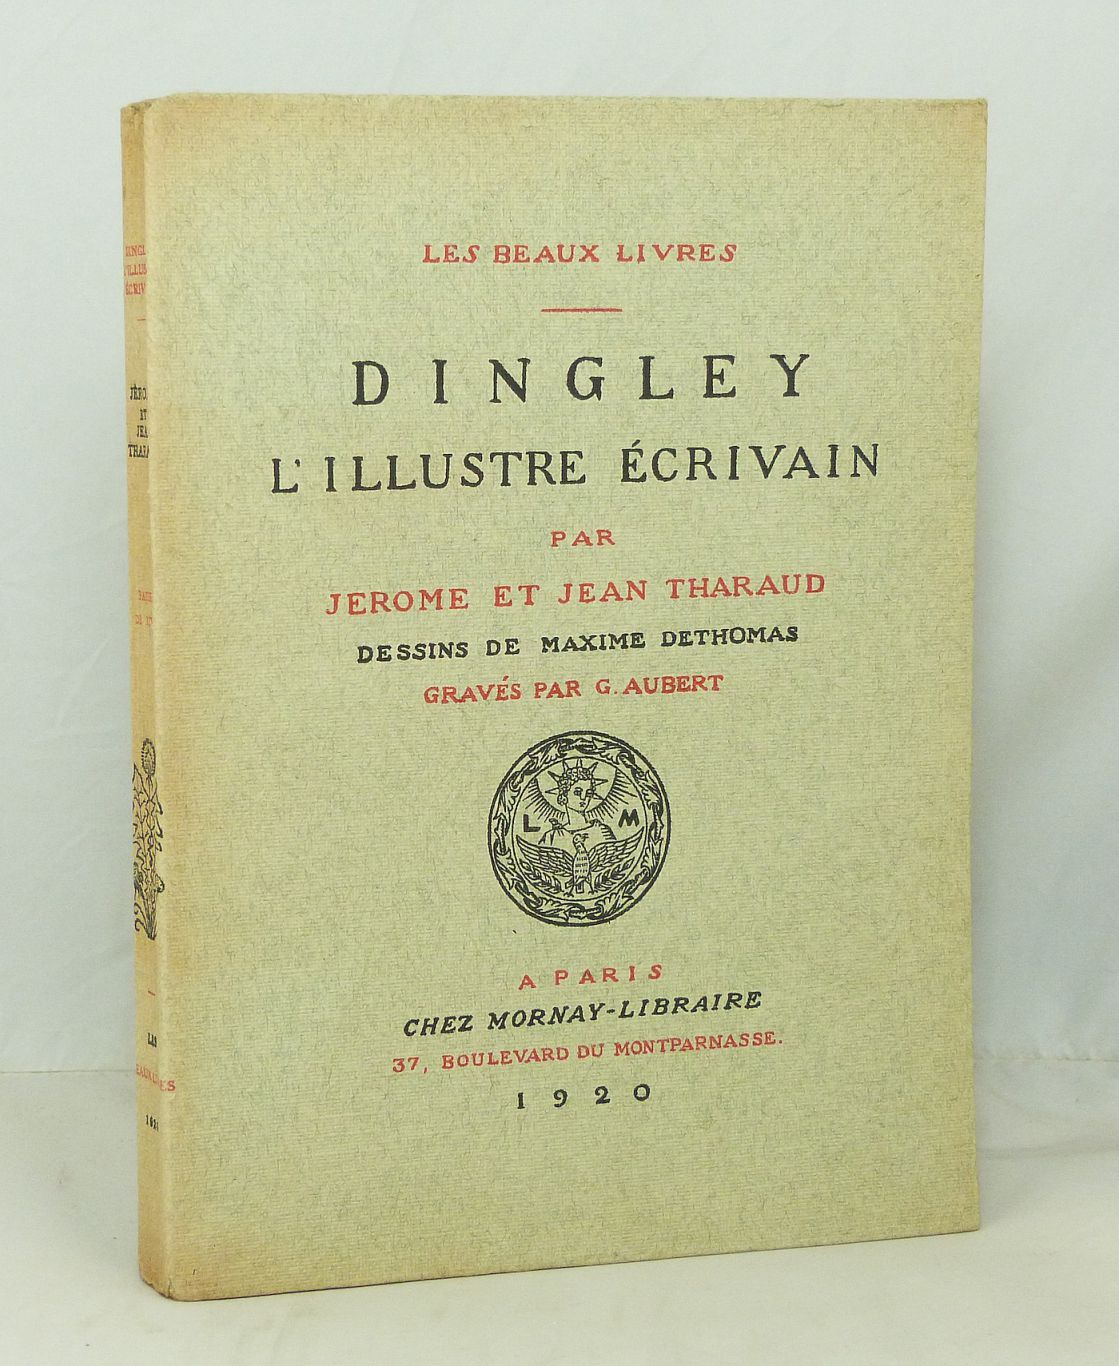 LES BEAUX LIVRES
DINGLEY
L'ILLUSTRE ÉCRIVAIN
PAR
JEROME ET JEAN THARAUD
DESSINS DE MAXIME DETHOMAS
GRAVÉS PAR G. AUBERT
L M
A PARIS
CHEZ MORNAY-LIBRAIRE
37, BOULEVARD DU MONTPARNASSE.
1920
ET